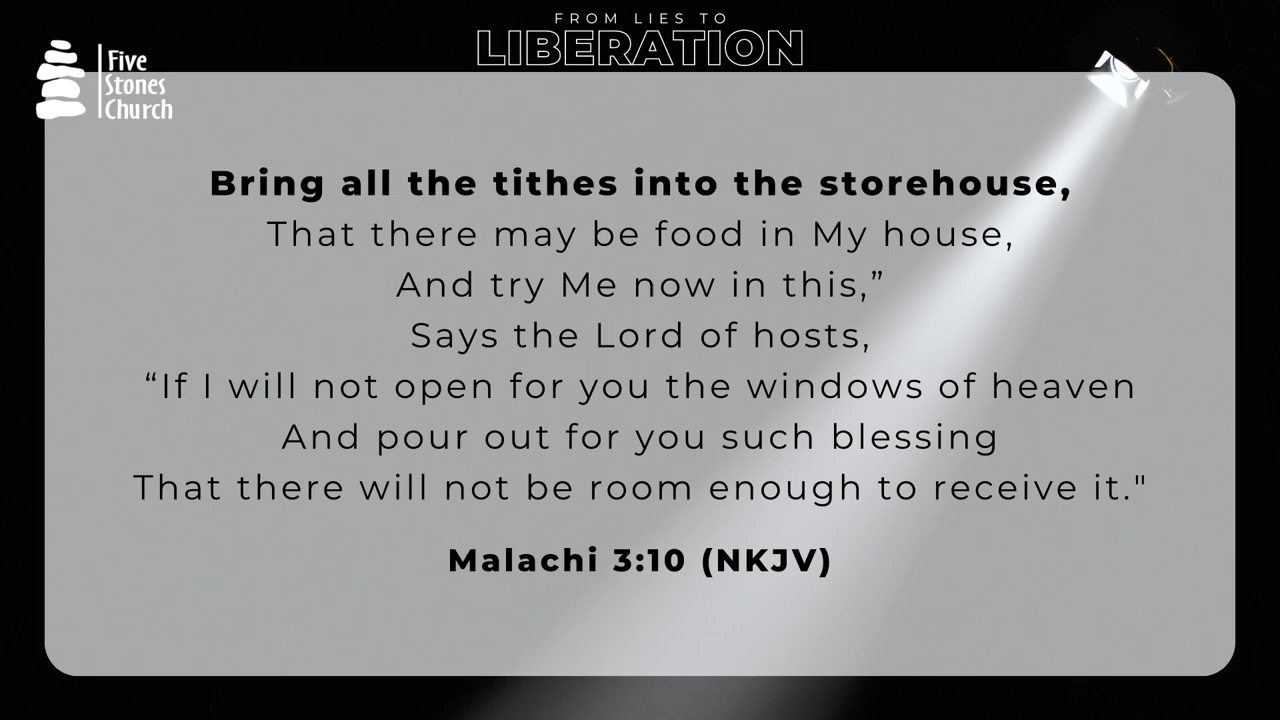 FROM LIES TO
LIBERATION
Five
Stones
Church
Bring all the tithes into the storehouse,
That there may be food in My house,
And try Me now in this,”
Says the Lord of hosts,
“If I will not open for you the windows of heaven
And pour out for you such blessing
That there will not be room enough to receive it."
Malachi 3:10 (NKJV)